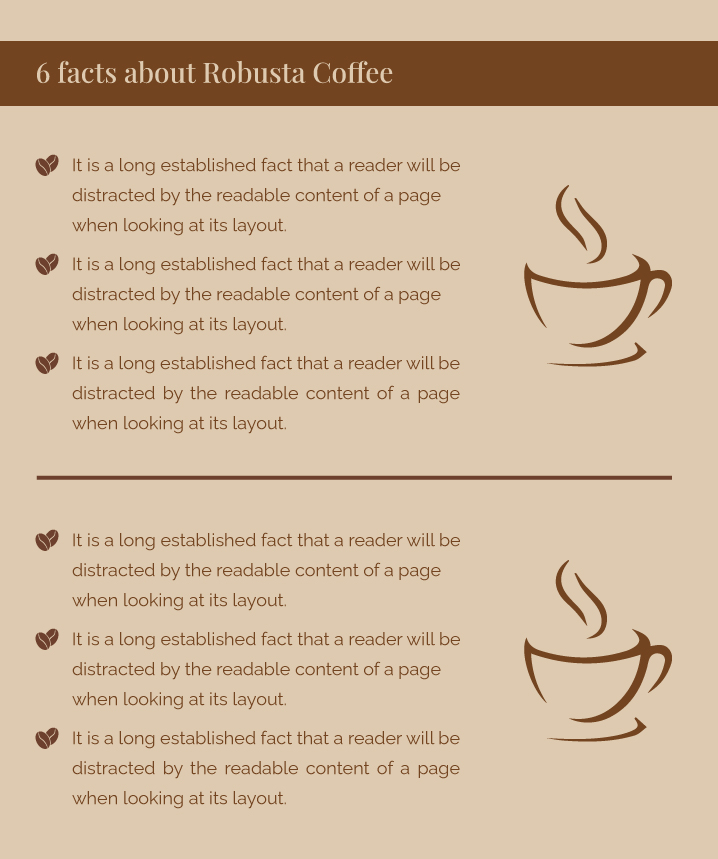 6 facts about Robusta Coffee
It is a long established fact that a reader will be
distracted by the readable content of a page
when looking at its layout.
It is a long established fact that a reader will be
distracted by the readable content of a page
when looking at its layout.
It is a long established fact that a reader will be
distracted by the readable content of a page
when looking at its layout.
It is a long established fact that a reader will be
distracted by the readable content of a page
when looking at its layout.
It is a long established fact that a reader will be
distracted by the readable content of a page
when looking at its layout.
It is a long established fact that a reader will be
distracted by the readable content of a page
when looking at its layout.